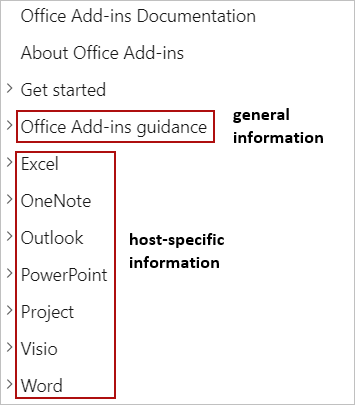 Office Add-ins Documentation
About Office Add-ins
Get started
Office Add-ins guidance
general
information
Excel
OneNote
Outlook
host-specific
information
PowerPoint
Project
Visio
Word